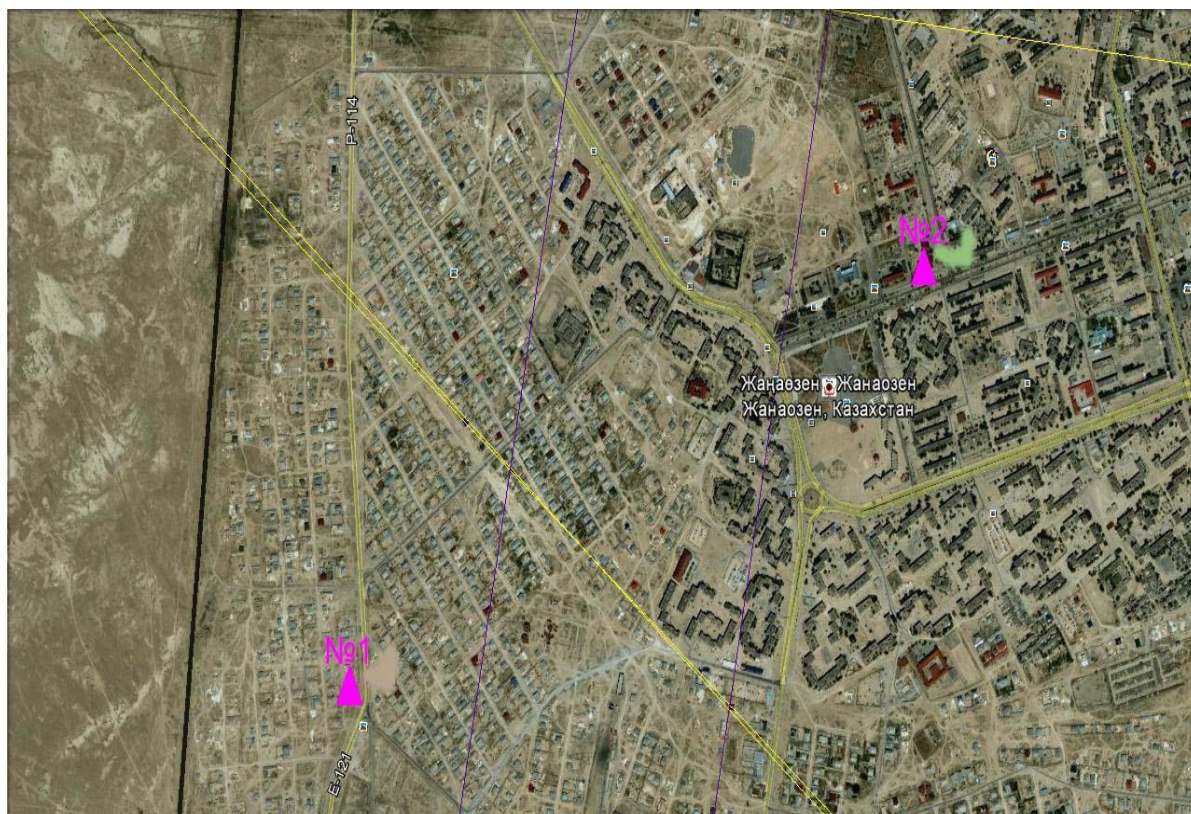 P-114
№2
Жаңаөзен Жанаозен
Жанаозен, Казахстан
№1
E-121